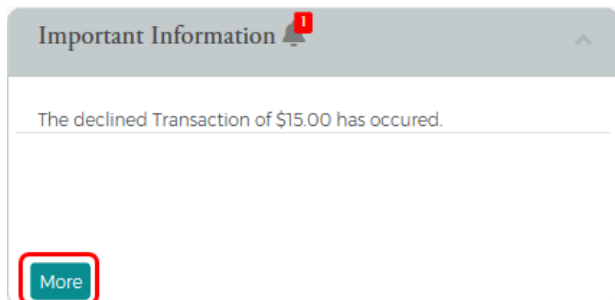 Important Information 1
The declined Transaction of $15.00 has occured.
More